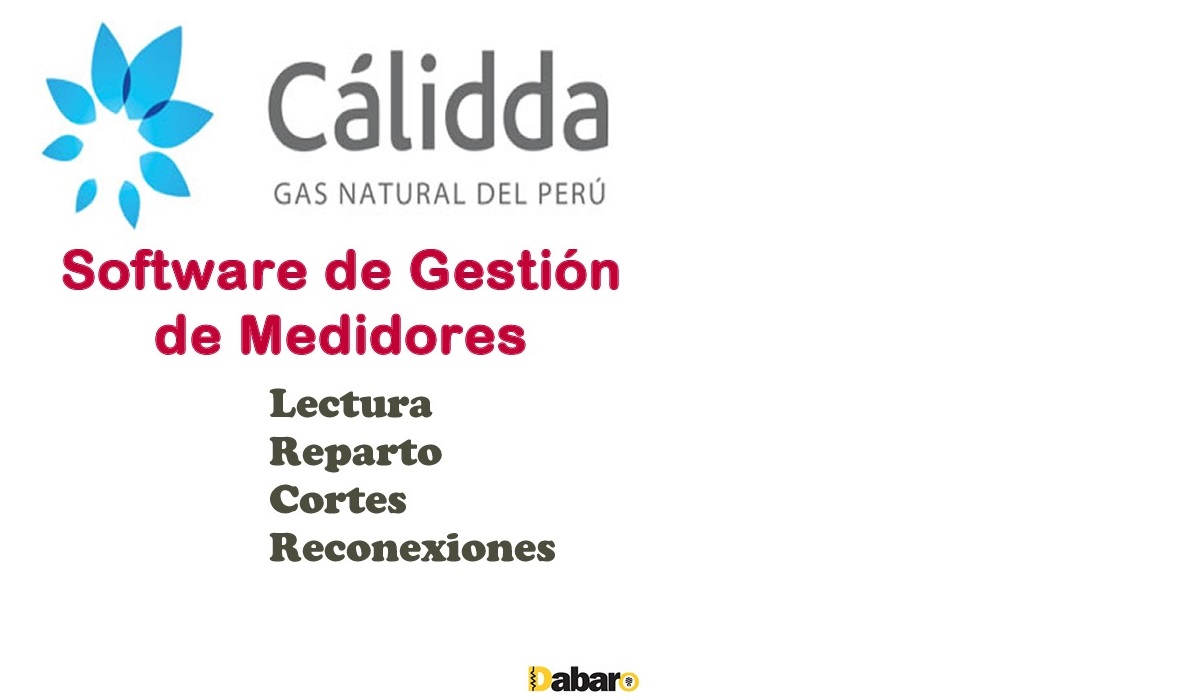 Cálidda
GAS NATURAL DEL PERÚ
Software de Gestión
de Medidores
Lectura
Reparto
Cortes
Reconexiones
Dabaro